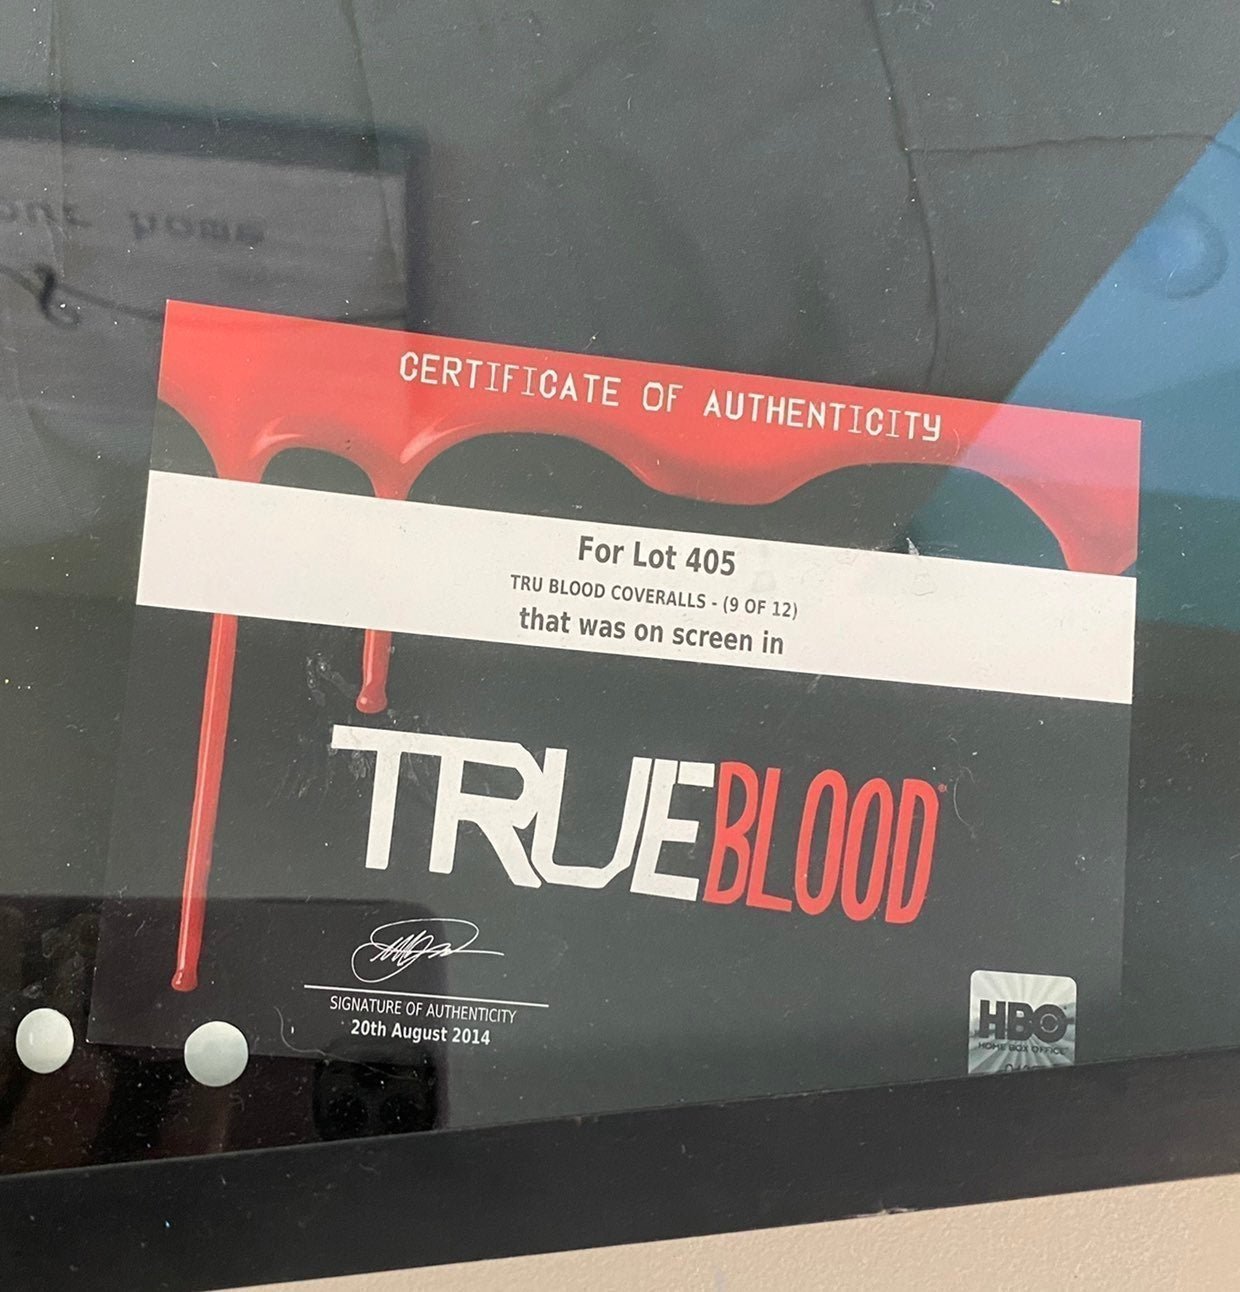 CERTIFICATE OF AUTHENTICITY
For Lot 405
TRU BLOOD COVERALLS - (9 OF 12)
that was on screen in
TRUEBLOOD
SIGNATURE OF AUTHENTICITY
20th August 2014
HBO
HOME BOX OFFICE